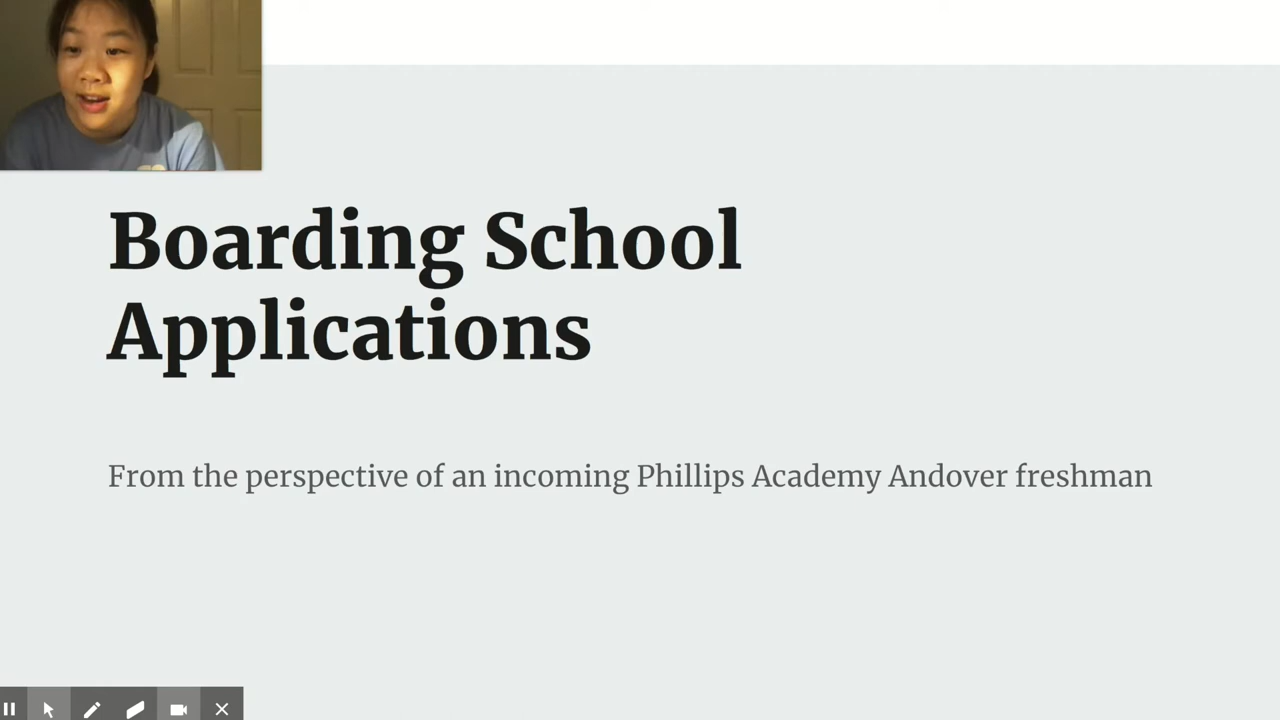 Boarding School
Applications
From the perspective of an incoming Phillips Academy Andover freshman